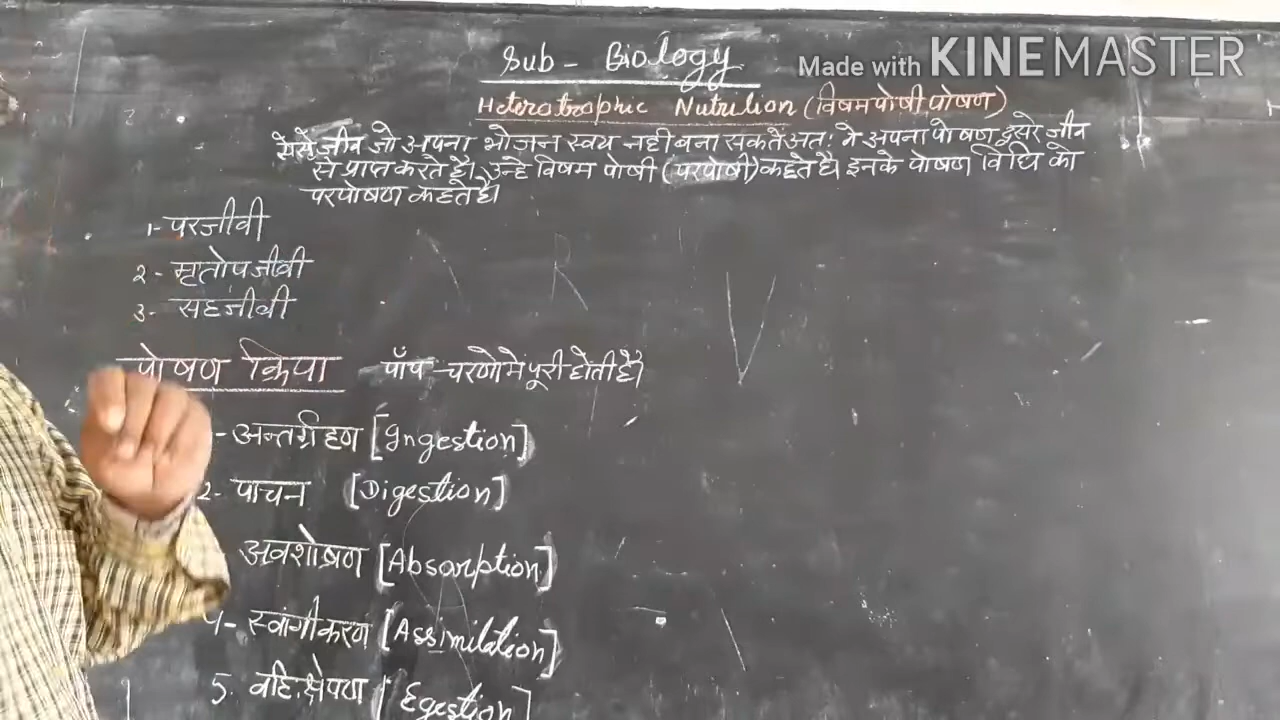 Sub - Biology
Made with KINEMASTER
Heterotrophic Nutrition (विषमपोषी पोषण)
ऐसे जीव जो अपना भोजन स्वय नही बना सकते अतः वे अपना पोषण दुसरे जीव
से प्राप्त करते है। उन्हे विषम पोषी (परपोषी) कहते है। इनके पोषण विधि को
परपोषण कहते है।
1- परजीवी
2- मृतोपजीवी
3- सहजीवी
पोषण क्रिया पाँच चरणो मे पूरी होती है।
- अन्तर्ग्रहण [Ingestion]
2- पाचन [Digestion]
अवशोषण [Absorption]
4- स्वांगीकरण [Assimilation]
5. वहिःक्षेपण [Egestion]